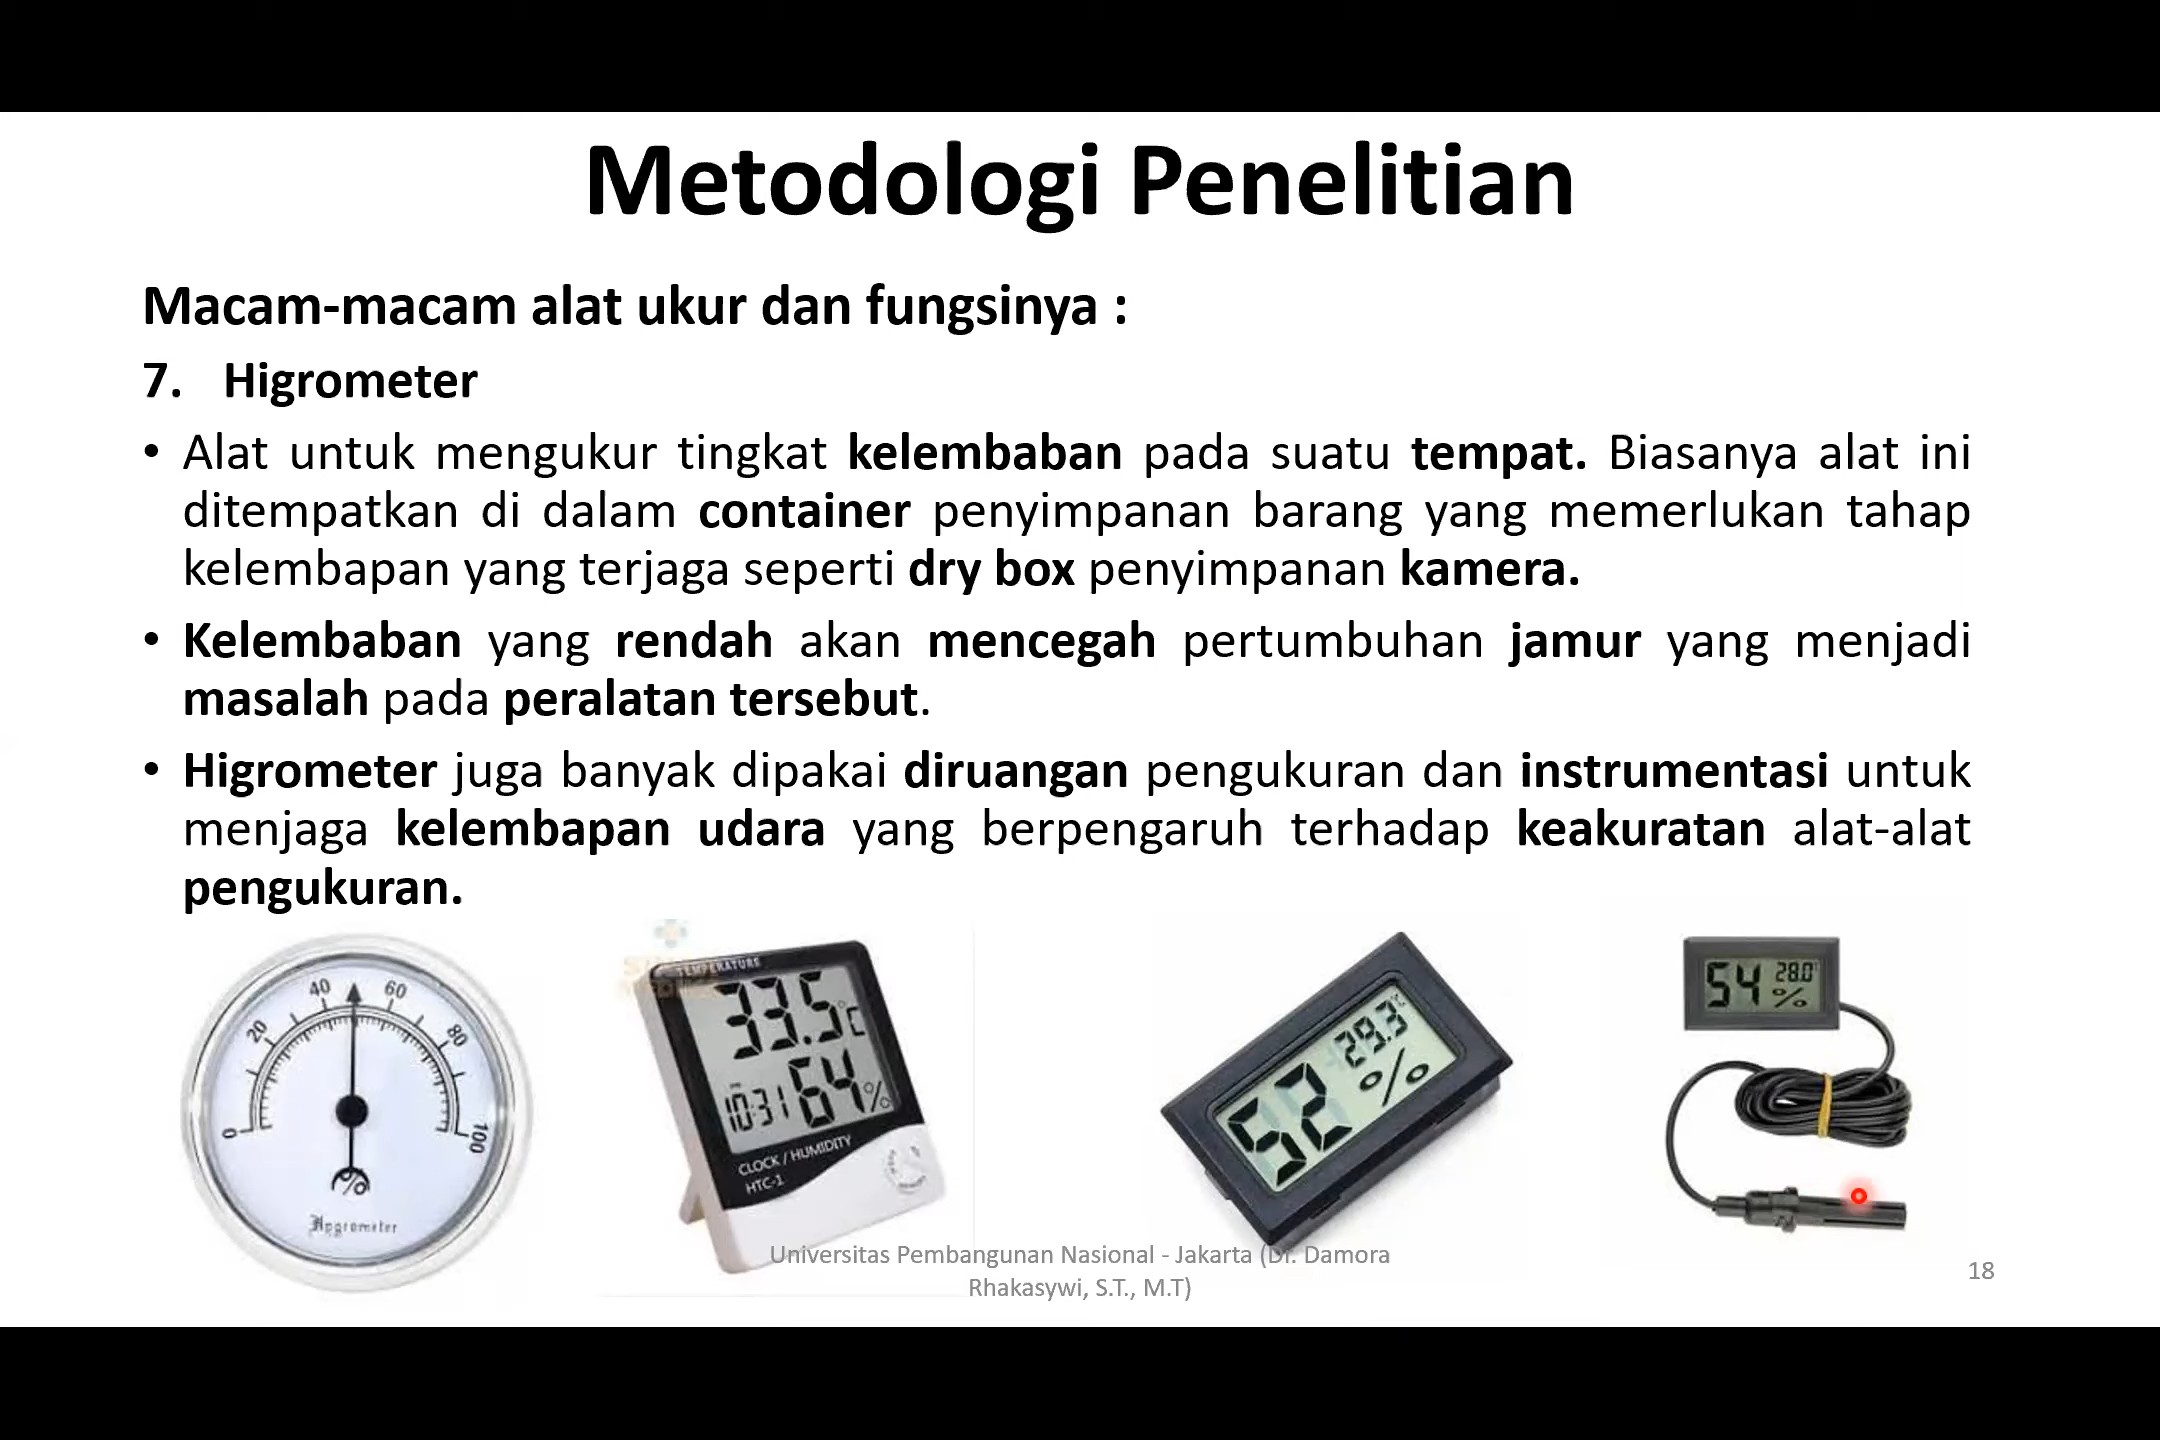 Metodologi Penelitian
Macam-macam alat ukur dan fungsinya :
7. Higrometer
• Alat untuk mengukur tingkat kelembaban pada suatu tempat. Biasanya alat ini
ditempatkan di dalam container penyimpanan barang yang memerlukan tahap
kelembapan yang terjaga seperti dry box penyimpanan kamera.
• Kelembaban yang rendah akan mencegah pertumbuhan jamur yang menjadi
masalah pada peralatan tersebut.
• Higrometer juga banyak dipakai diruangan pengukuran dan instrumentasi untuk
menjaga kelembapan udara yang berpengaruh terhadap keakuratan alat-alat
pengukuran.
0 20 40 60 80 100
%
Hygrometer
TEMPERATURE
33.5°C
10:31 64%
CLOCK / HUMIDITY
HTC-1
29.3
52 %
54 28.0
%
Universitas Pembangunan Nasional - Jakarta (Dr. Damora
Rhakasywi, S.T., M.T)
18